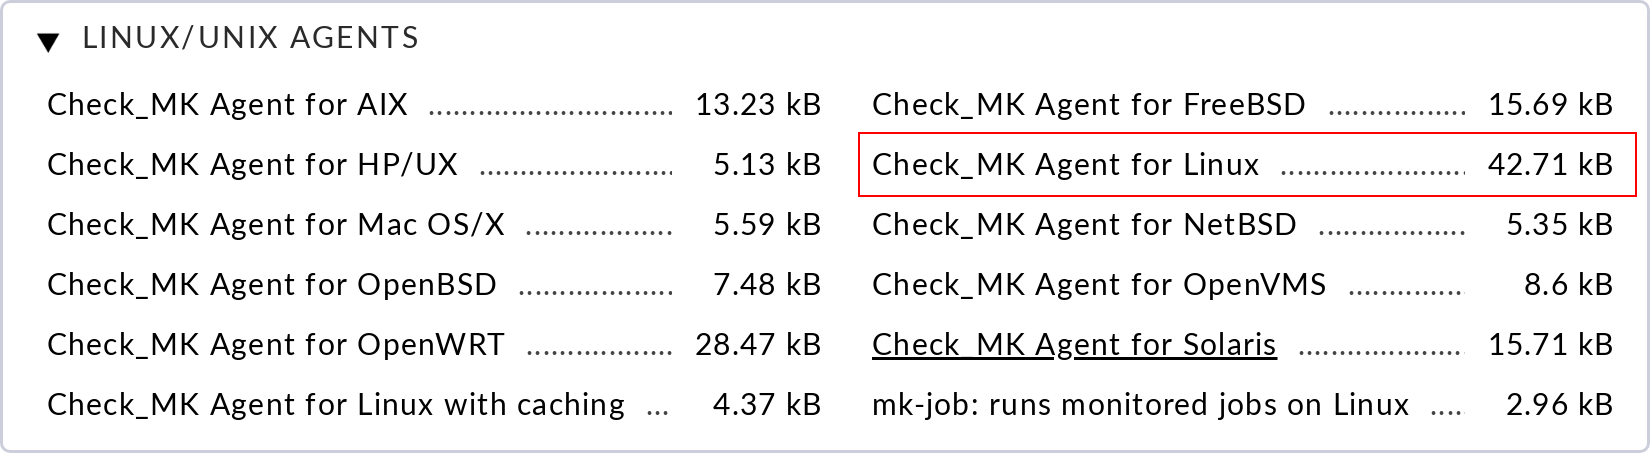 ▼ LINUX/UNIX AGENTS
Check_MK Agent for AIX ............................ 13.23 kB
Check_MK Agent for HP/UX ...................... 5.13 kB
Check_MK Agent for Mac OS/X ................. 5.59 kB
Check_MK Agent for OpenBSD .................. 7.48 kB
Check_MK Agent for OpenWRT ................. 28.47 kB
Check_MK Agent for Linux with caching ... 4.37 kB
Check_MK Agent for FreeBSD ................ 15.69 kB
Check_MK Agent for Linux ..................... 42.71 kB
Check_MK Agent for NetBSD ................. 5.35 kB
Check_MK Agent for OpenVMS ............. 8.6 kB
Check_MK Agent for Solaris ................... 15.71 kB
mk-job: runs monitored jobs on Linux .... 2.96 kB